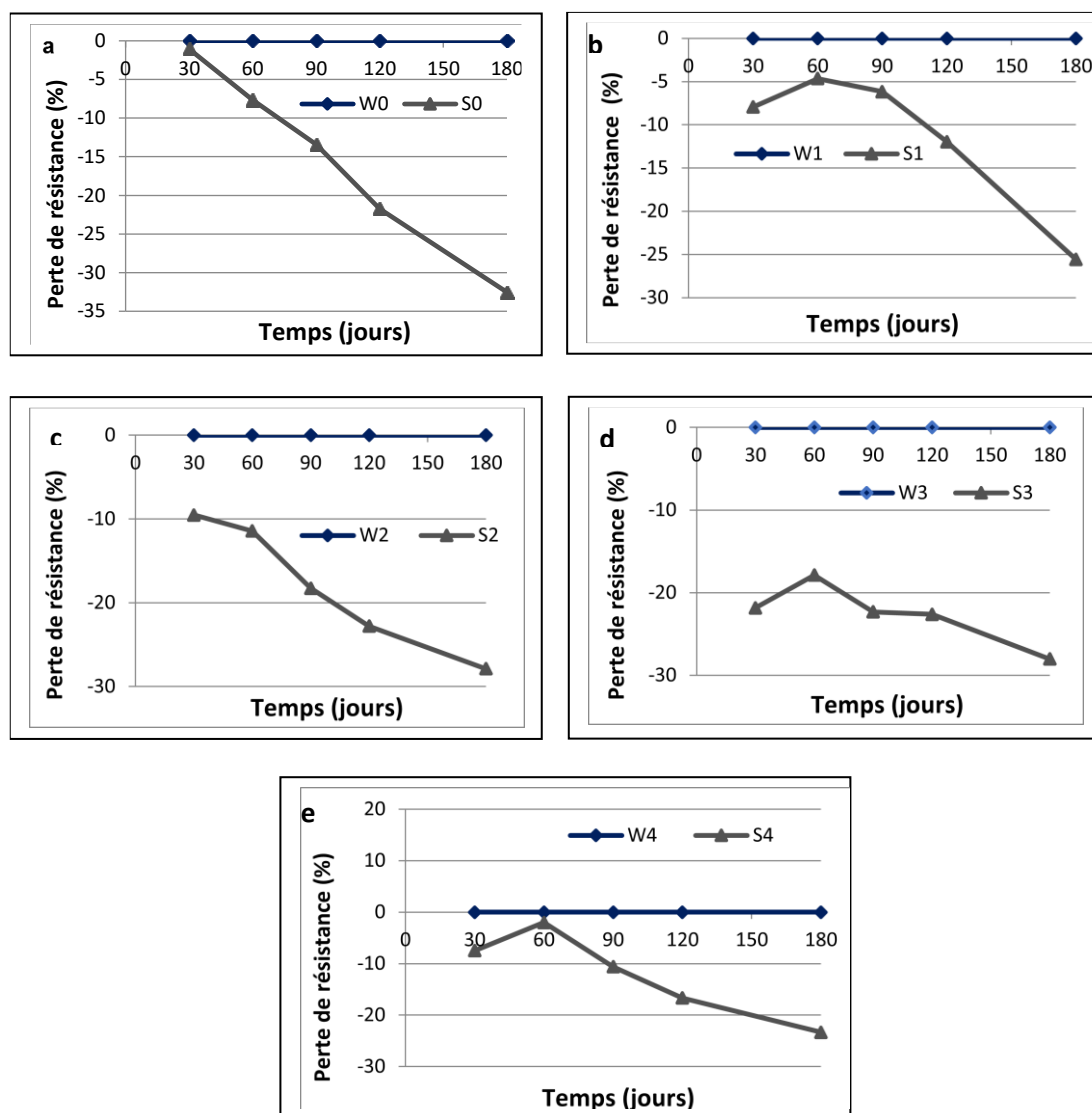 a
0
-5
-10
-15
-20
-25
-30
-35
0 30 60 90 120 150 180
W0 S0
Perte de résistance (%)
Temps (jours)
b
0
-5
-10
-15
-20
-25
-30
0 30 60 90 120 150 180
W1 S1
Perte de résistance (%)
Temps (jours)
c
0
-10
-20
-30
0 30 60 90 120 150 180
W2 S2
Perte de résistance (%)
Temps (jours)
d
0
-10
-20
-30
0 30 60 90 120 150 180
W3 S3
Perte de résistance (%)
Temps (jours)
e
20
10
0
-10
-20
-30
0 30 60 90 120 150 180
W4 S4
Perte de résistance (%)
Temps (jours)